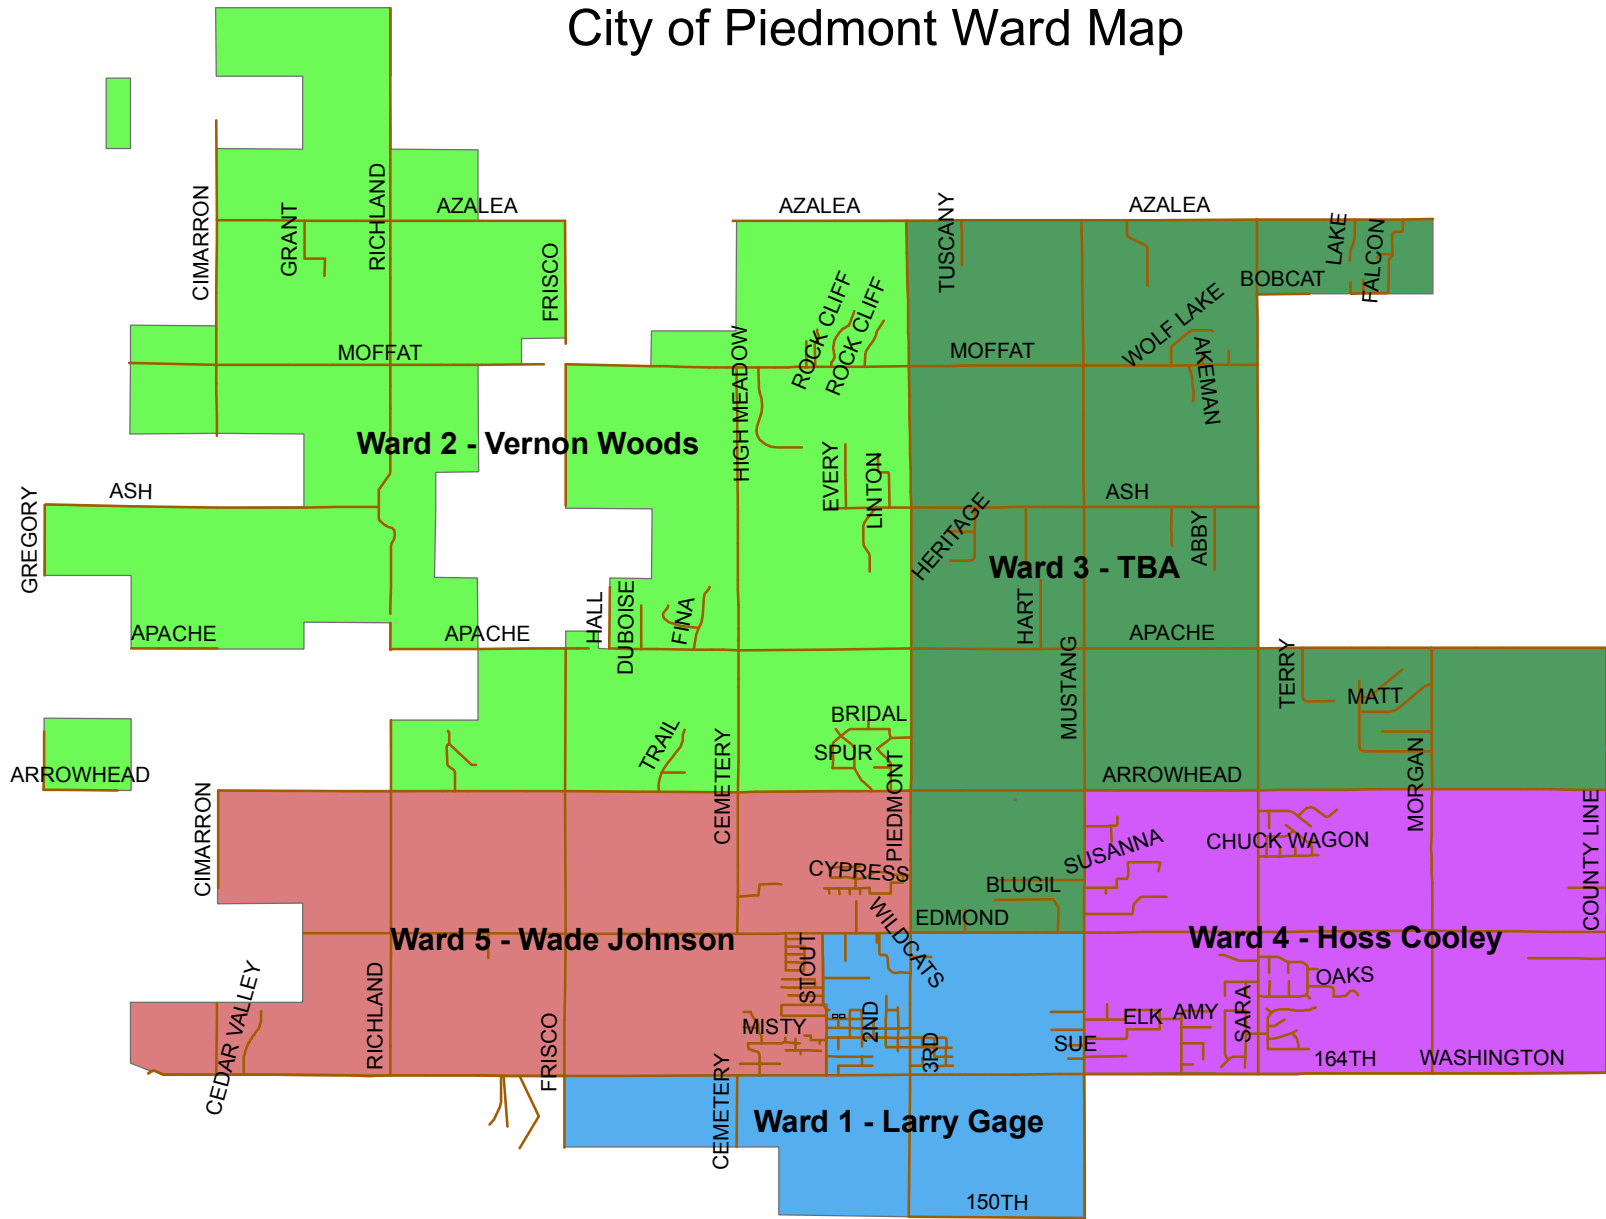 City of Piedmont Ward Map
CIMARRON
GRANT
RICHLAND
AZALEA
FRISCO
AZALEA
TUSCANY
AZALEA
LAKE
FALCON
BOBCAT
MOFFAT
HIGH MEADOW
ROCK CLIFF
ROCK CLIFF
MOFFAT
WOLF LAKE
AKEMAN
Ward 2 - Vernon Woods
GREGORY
ASH
EVERY
LINTON
HERITAGE
ASH
ABBY
Ward 3 - TBA
APACHE
APACHE
HALL
DUBOISE
FINA
HART
APACHE
MUSTANG
TERRY
MATT
ARROWHEAD
TRAIL
CEMETERY
BRIDAL
SPUR
PIEDMONT
ARROWHEAD
MORGAN
CIMARRON
CYPRESS
SUSANNA
CHUCK WAGON
COUNTY LINE
BLUGIL
WILDCATS
EDMOND
Ward 5 - Wade Johnson
Ward 4 - Hoss Cooley
CEDAR VALLEY
RICHLAND
FRISCO
STOUT
MISTY
2ND
3RD
SUE
ELK
AMY
SARA
OAKS
164TH
WASHINGTON
CEMETERY
Ward 1 - Larry Gage
150TH